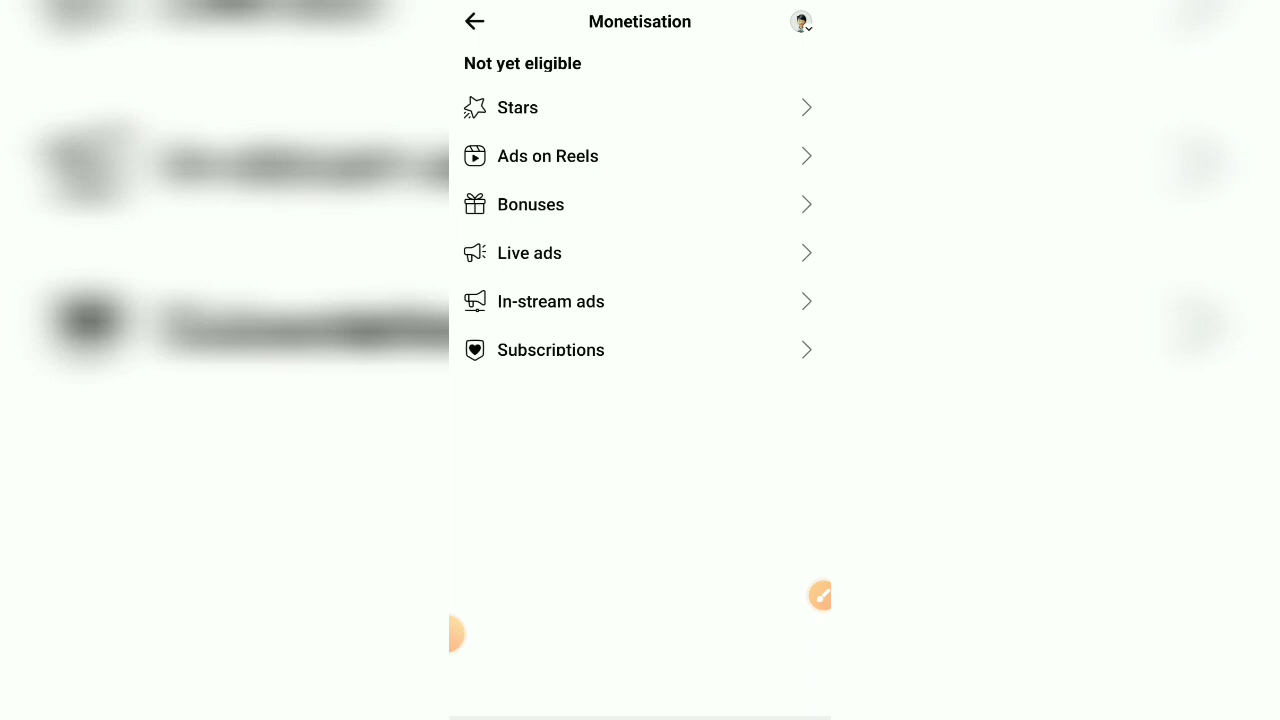 Monetisation
Not yet eligible
Stars
Ads on Reels
Bonuses
Live ads
In-stream ads
Subscriptions